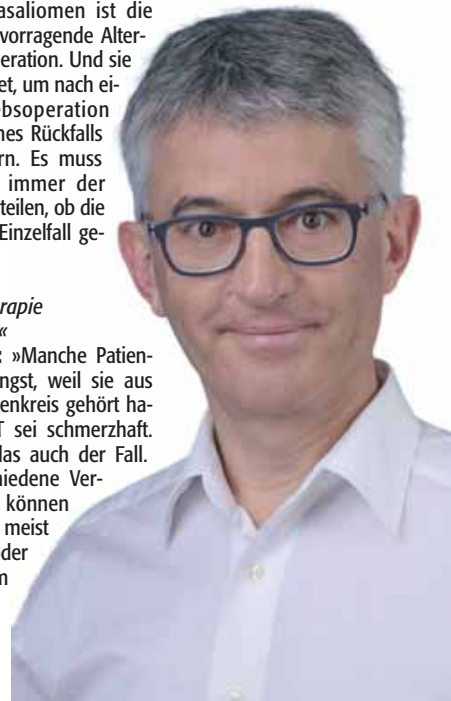 asaliomen ist die
vorragende Alter-
eration. Und sie
et, um nach ei-
ebsoperation
nes Rückfalls
rn. Es muss
immer der
teilen, ob die
Einzelfall ge-
rapie
«
: »Manche Patien-
ngst, weil sie aus
enkreis gehört ha-
T sei schmerzhaft.
das auch der Fall.
hiedene Ver-
können
meist
der